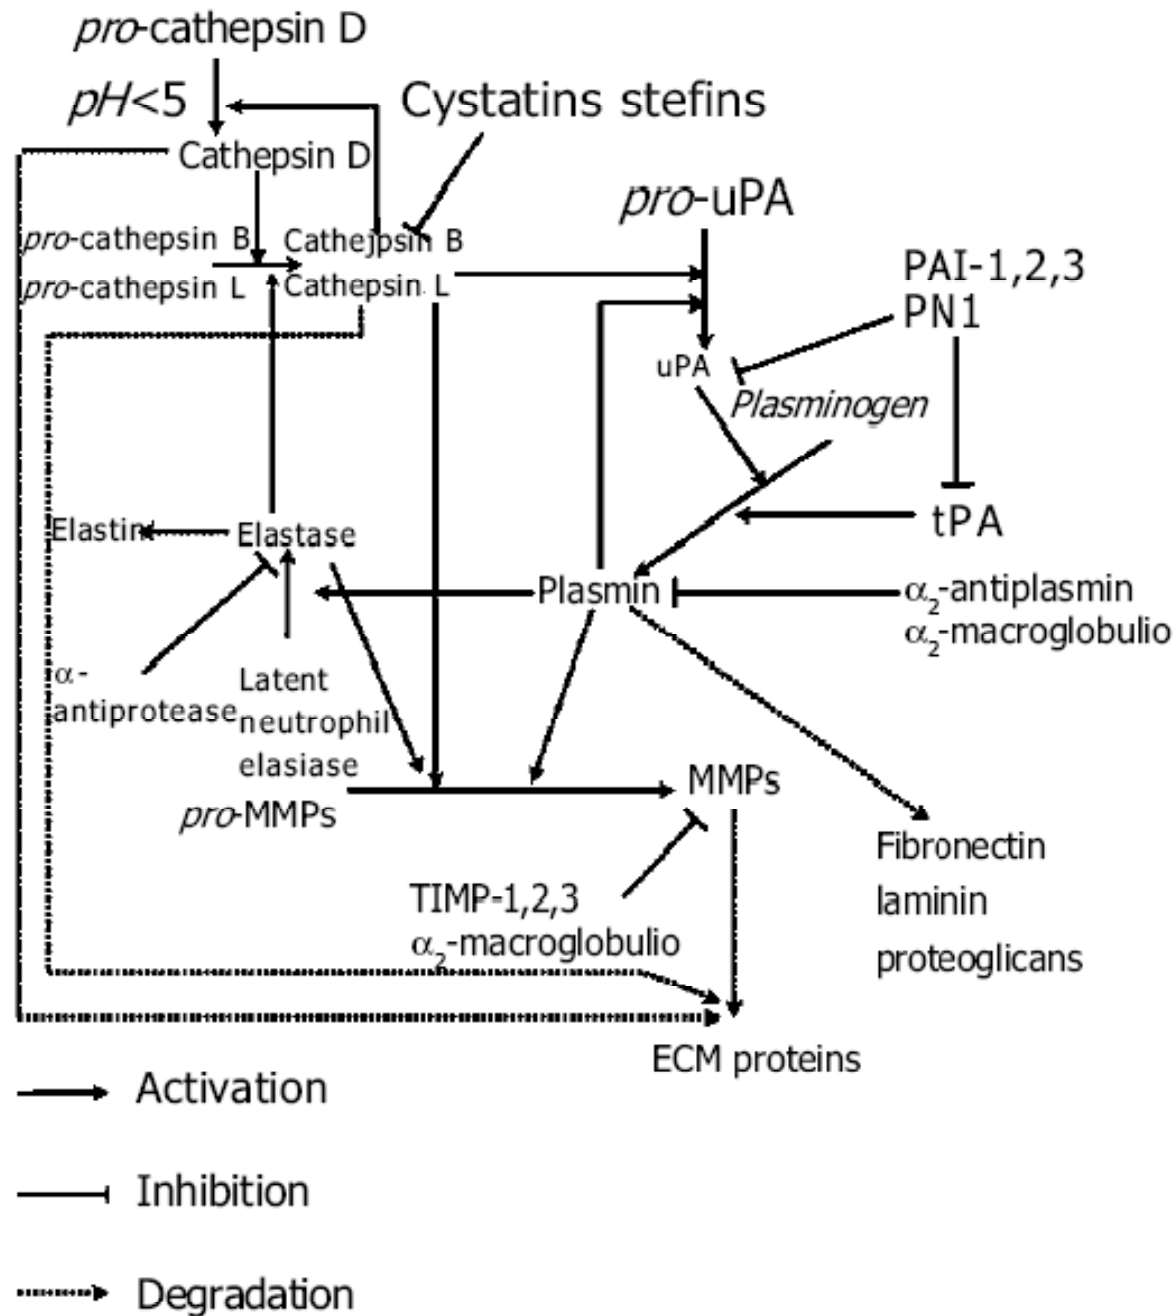 pro-cathepsin D
pH<5
Cystatins stefins
Cathepsin D
pro-uPA
pro-cathepsin B
Cathejpsin B
pro-cathepsin L
Cathepsin L
PAI-1,2,3
PN1
uPA
Plasminogen
Elastin
Elastase
tPA
Plasmin
α2-antiplasmin
α2-macroglobulio
α-
antiprotease
Latent
neutrophil
elasiase
pro-MMPs
MMPs
TIMP-1,2,3
α2-macroglobulio
Fibronectin
laminin
proteoglicans
ECM proteins
Activation
Inhibition
Degradation